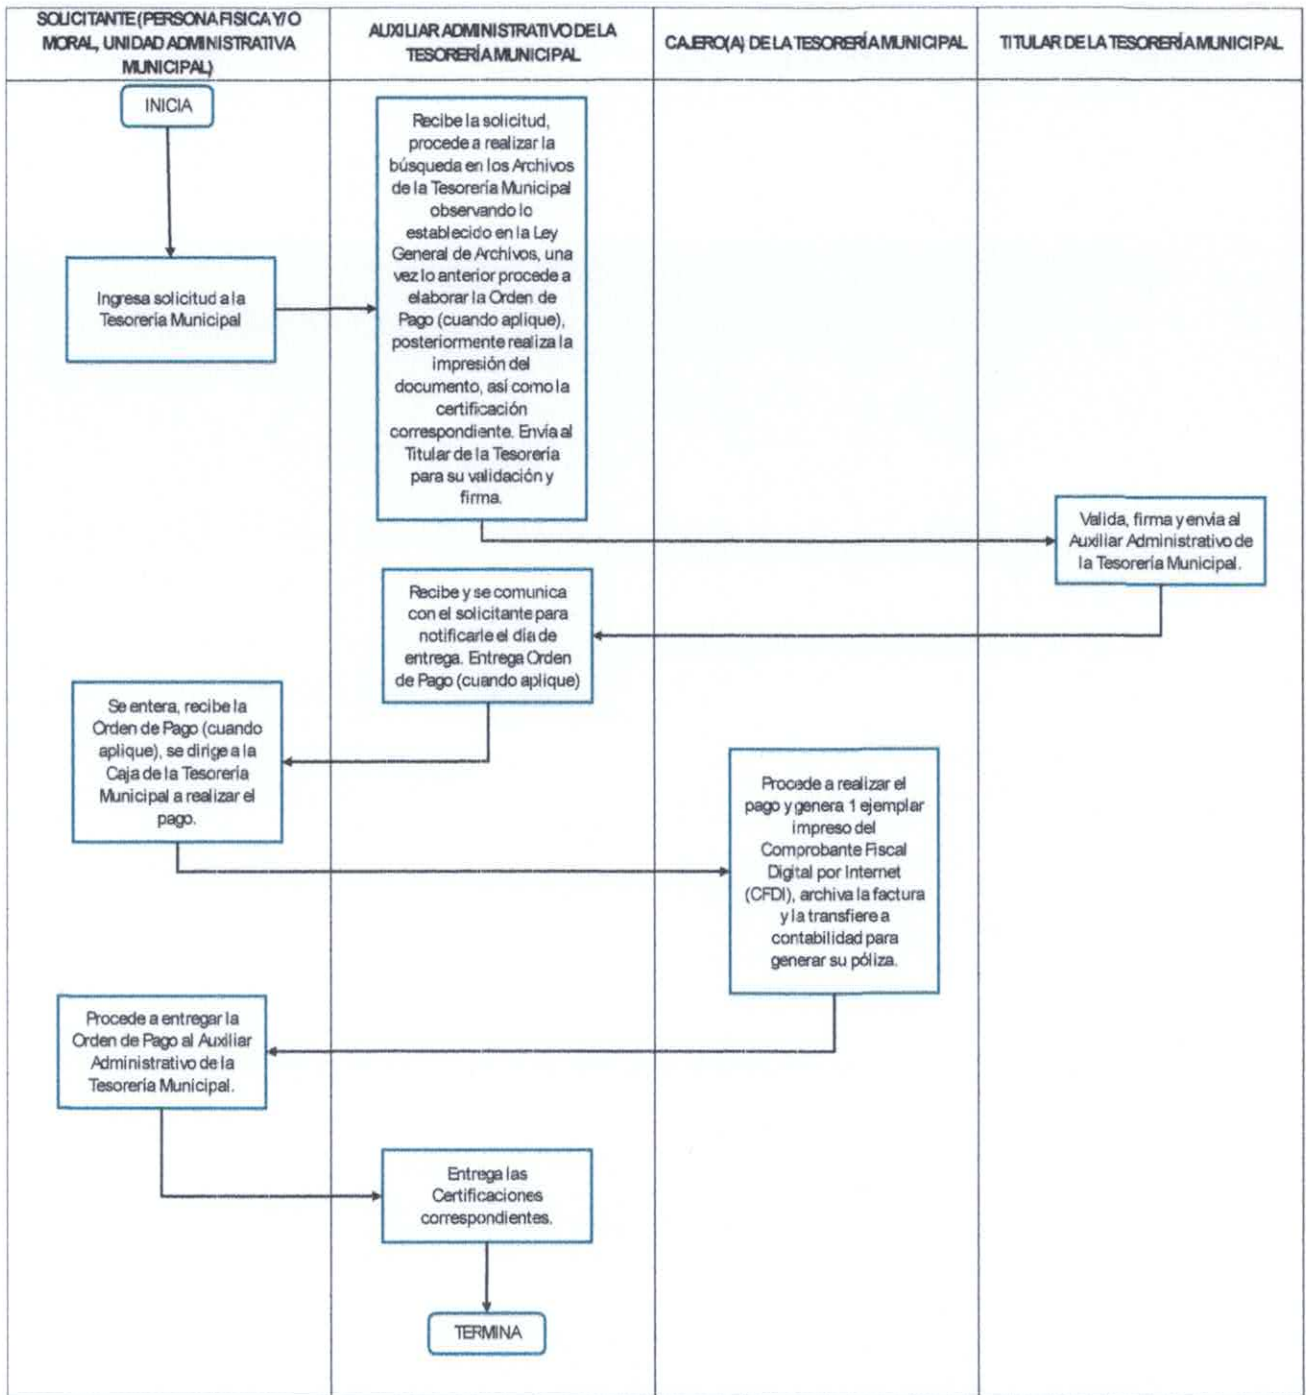 SOLICITANTE (PERSONA FISICA Y/O
MORAL, UNIDAD ADMINISTRATIVA
MUNICIPAL)
AUXILIAR ADMINISTRATIVO DE LA
TESORERÍA MUNICIPAL
CAJERO(A) DE LA TESORERÍA MUNICIPAL
TITULAR DE LA TESORERÍA MUNICIPAL
INICIA
Ingresa solicitud a la
Tesorería Municipal
Recibe la solicitud,
procede a realizar la
búsqueda en los Archivos
de la Tesorería Municipal
observando lo
establecido en la Ley
General de Archivos, una
vez lo anterior procede a
elaborar la Orden de
Pago (cuando aplique),
posteriormente realiza la
impresión del
documento, así como la
certificación
correspondiente. Envía al
Titular de la Tesorería
para su validación y
firma.
Valida, firma y envía al
Auxiliar Administrativo de
la Tesorería Municipal.
Recibe y se comunica
con el solicitante para
notificarle el día de
entrega. Entrega Orden
de Pago (cuando aplique)
Se entera, recibe la
Orden de Pago (cuando
aplique), se dirige a la
Caja de la Tesorería
Municipal a realizar el
pago.
Procede a realizar el
pago y genera 1 ejemplar
impreso del
Comprobante Fiscal
Digital por Internet
(CFDI), archiva la factura
y la transfiere a
contabilidad para
generar su póliza.
Procede a entregar la
Orden de Pago al Auxiliar
Administrativo de la
Tesorería Municipal.
Entrega las
Certificaciones
correspondientes.
TERMINA